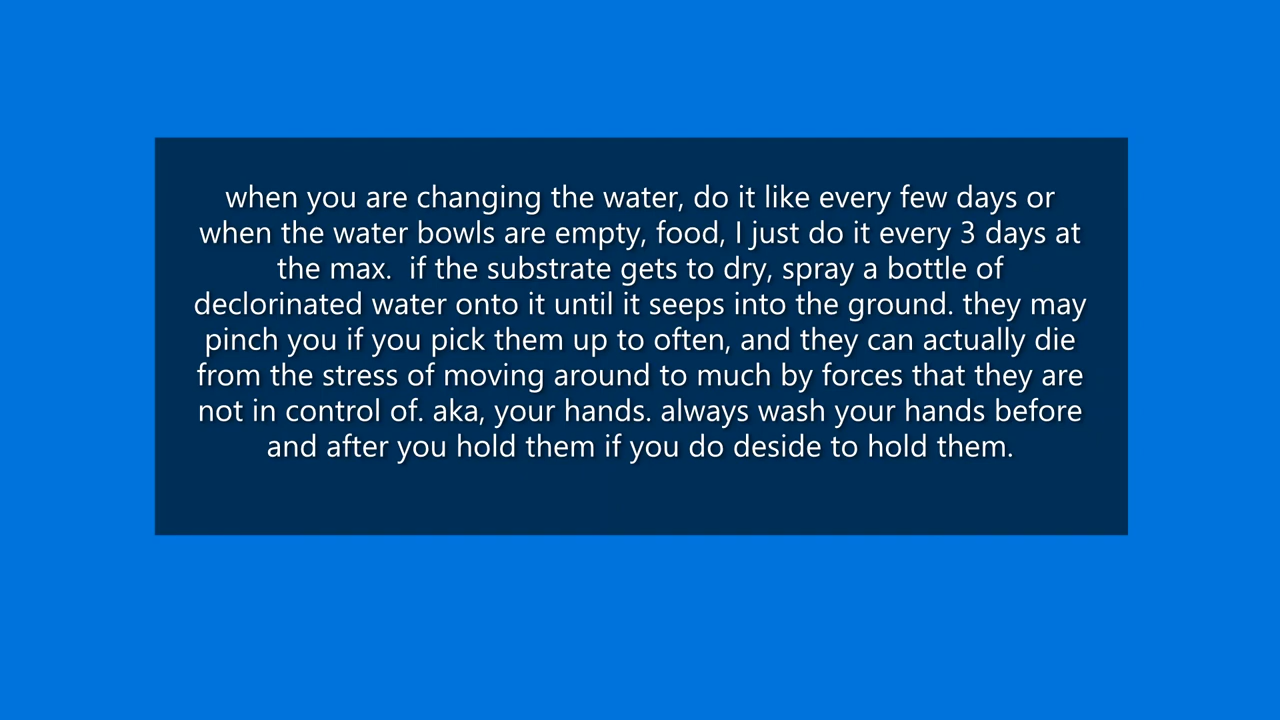 when you are changing the water, do it like every few days or
when the water bowls are empty, food, I just do it every 3 days at
the max.  if the substrate gets to dry, spray a bottle of
declorinated water onto it until it seeps into the ground. they may
pinch you if you pick them up to often, and they can actually die
from the stress of moving around to much by forces that they are
not in control of. aka, your hands. always wash your hands before
and after you hold them if you do deside to hold them.